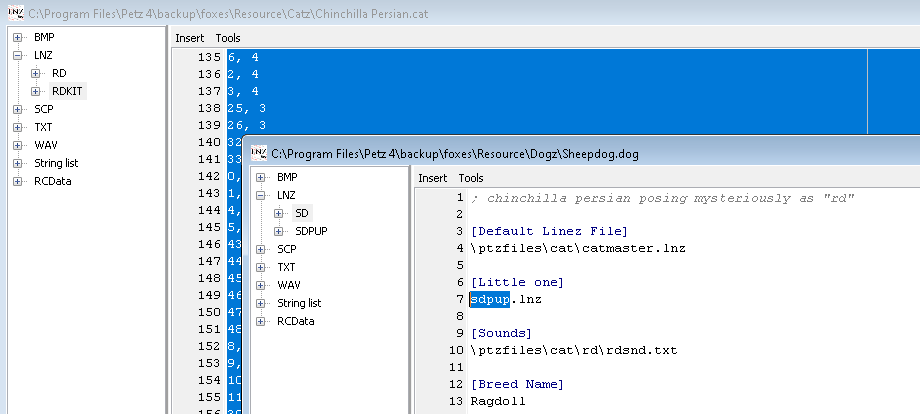 LNZ C:\Program Files\Petz 4\backup\foxes\Resource\Catz\Chinchilla Persian.cat
BMP
LNZ
RD
RDKIT
SCP
TXT
WAV
String list
RCData
Insert Tools
135 6, 4
136 2, 4
137 3, 4
138 25, 3
139 26, 3
140 32
141 33
142 0,
143 1,
144 4,
145 5,
146 43
147 44
148 45
149 46
150 47
151 48
152 8,
153 9,
154 10
155 11
LNZ C:\Program Files\Petz 4\backup\foxes\Resource\Dogz\Sheepdog.dog
BMP
LNZ
SD
SDPUP
SCP
TXT
WAV
String list
RCData
Insert Tools
1 ; chinchilla persian posing mysteriously as "rd"
2
3 [Default Linez File]
4 \ptzfiles\cat\catmaster.lnz
5
6 [Little one]
7 sdpup.lnz
8
9 [Sounds]
10 \ptzfiles\cat\rd\rdsnd.txt
11
12 [Breed Name]
13 Ragdoll